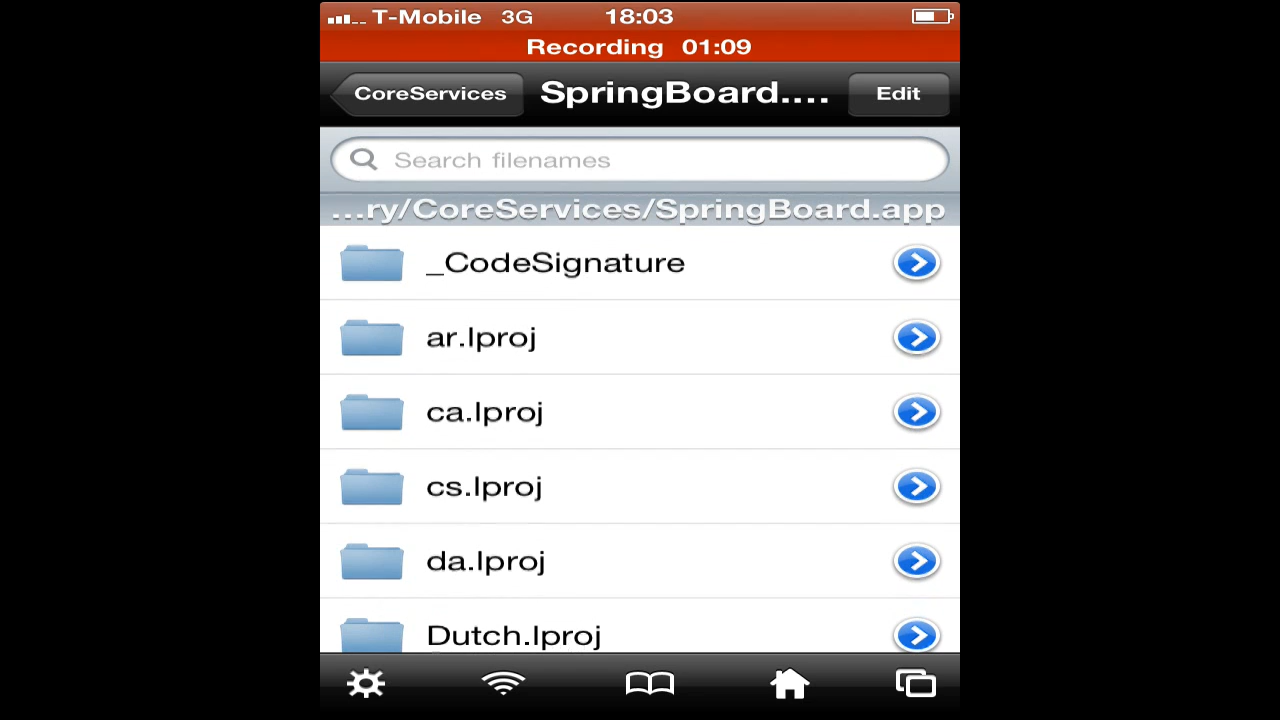 T-Mobile 3G 18:03
Recording 01:09
CoreServices SpringBoard.... Edit
Search filenames
...ry/CoreServices/SpringBoard.app
_CodeSignature
ar.lproj
ca.lproj
cs.lproj
da.lproj
Dutch.lproj